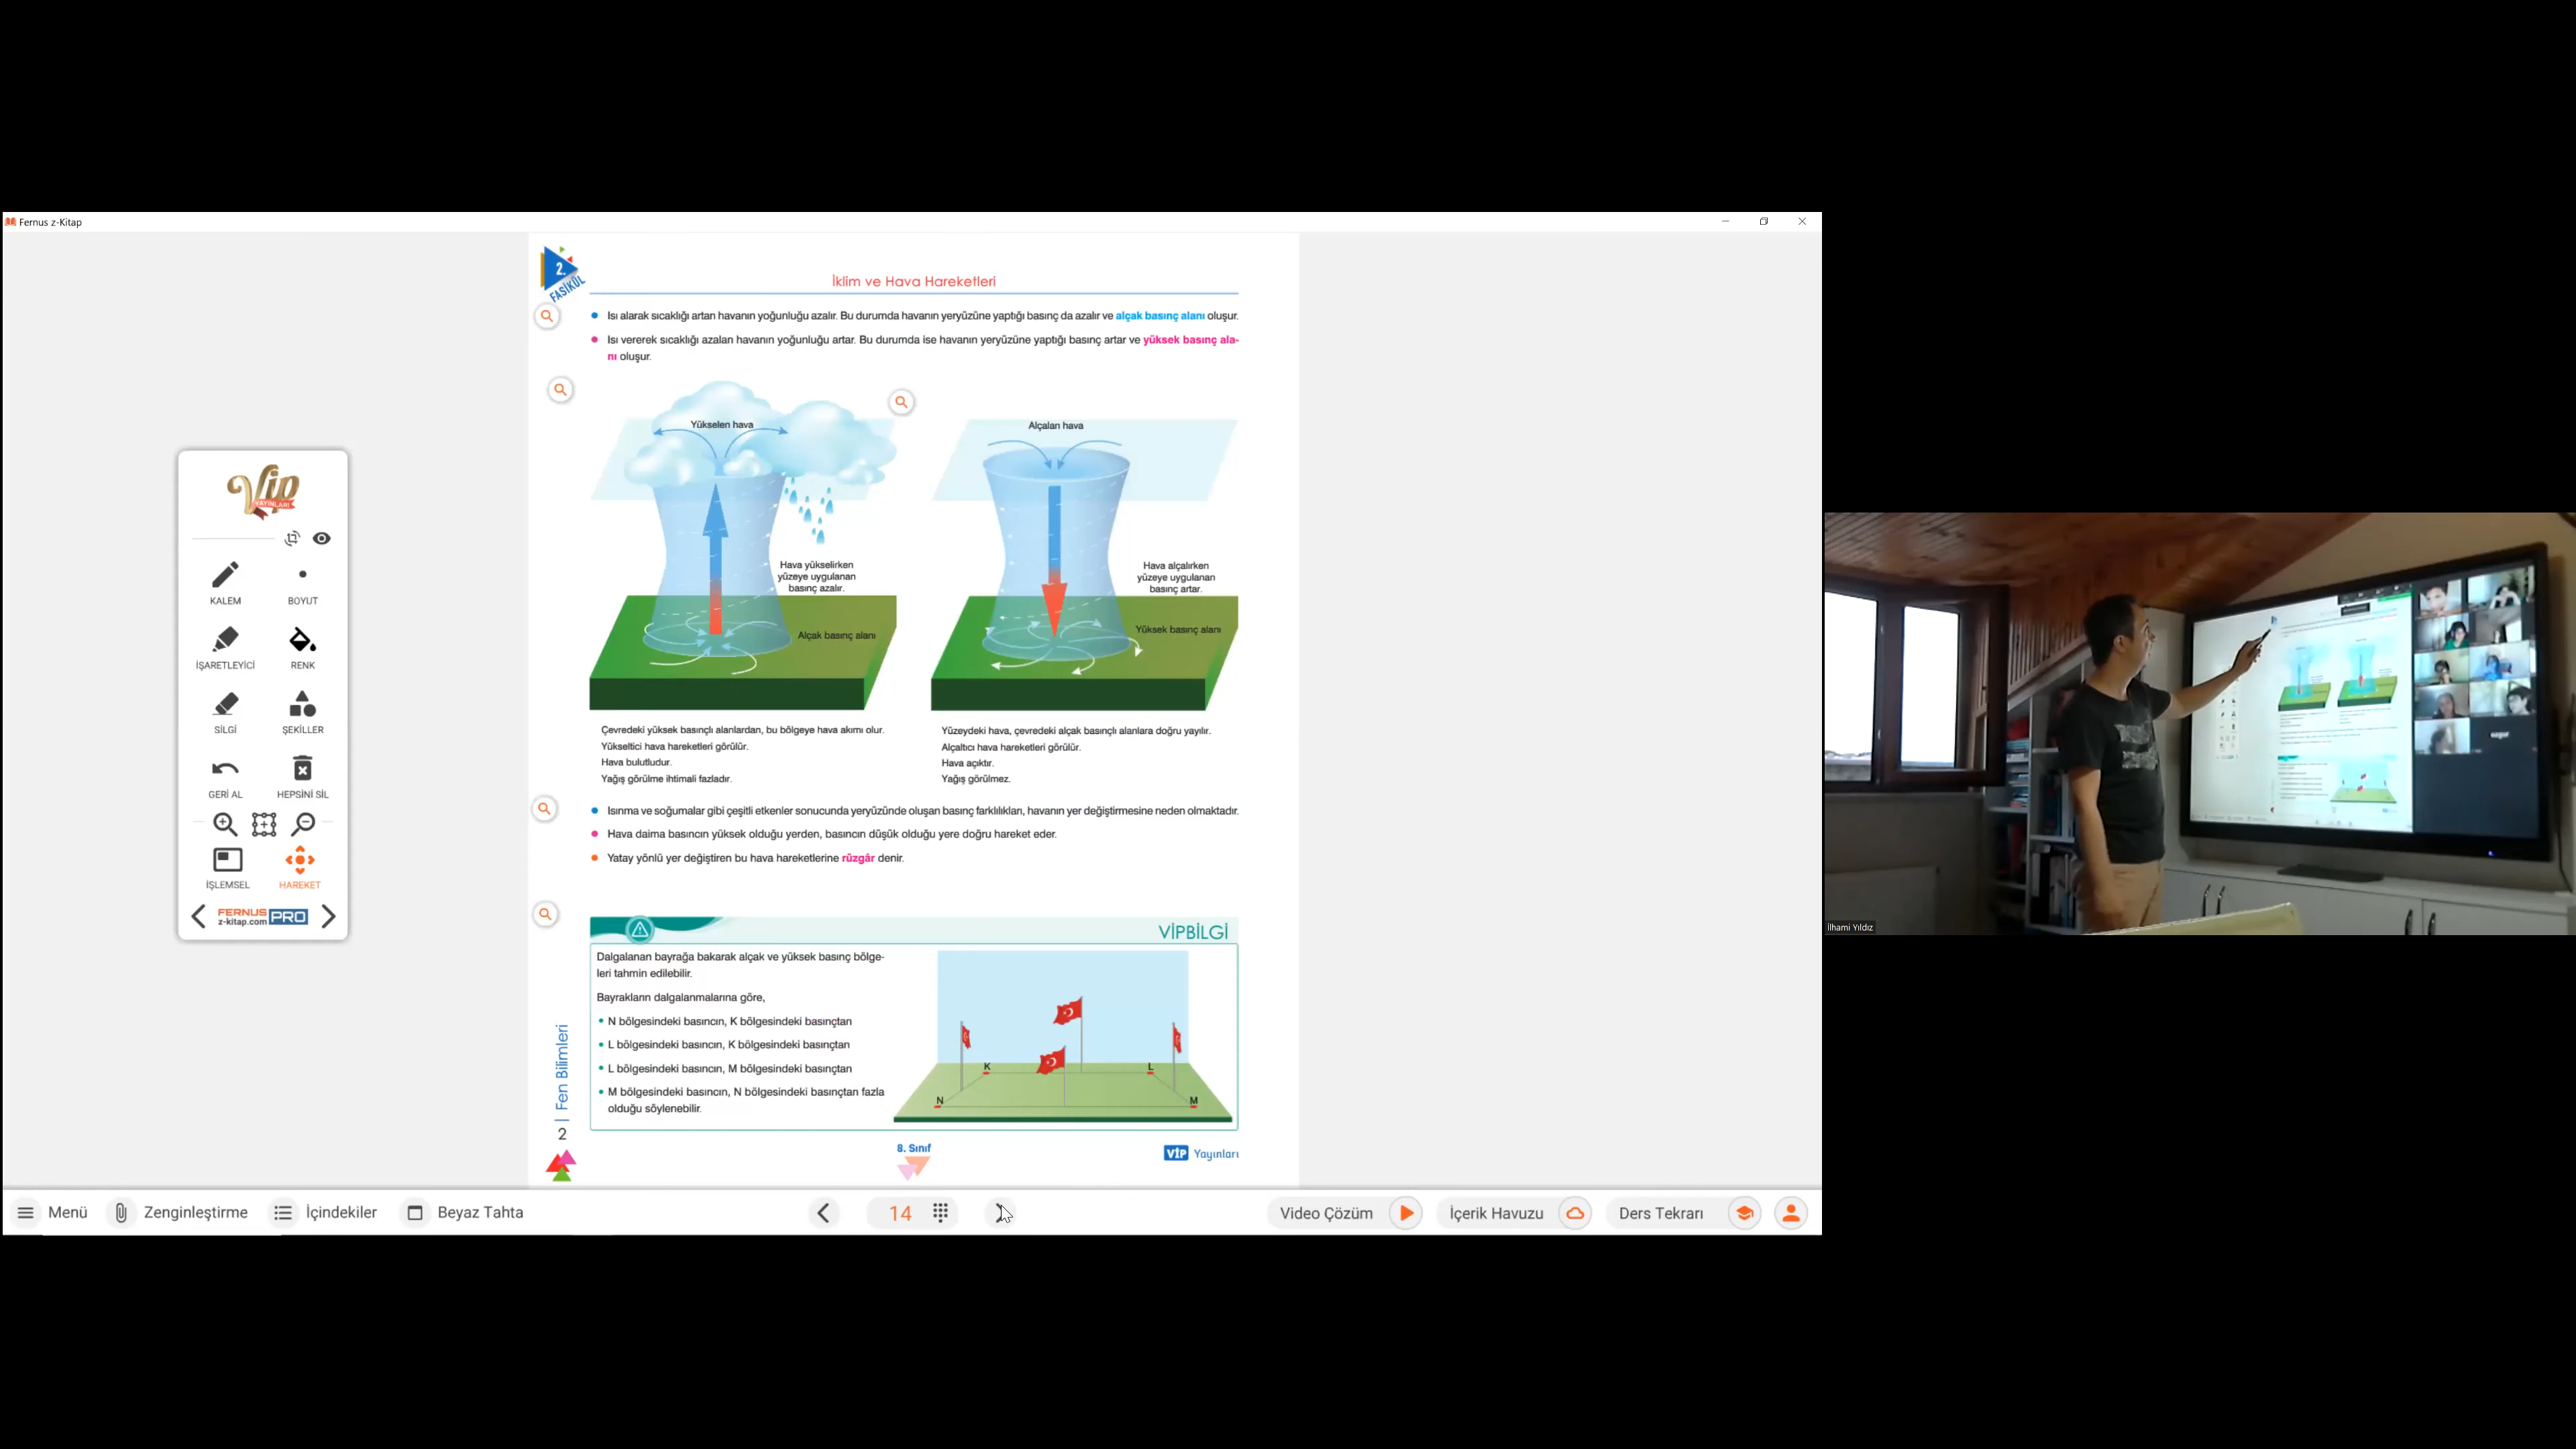 Fernus z-Kitap
2.
FASİKÜL
İklim ve Hava Hareketleri
Isı alarak sıcaklığı artan havanın yoğunluğu azalır. Bu durumda havanın yeryüzüne yaptığı basınç da azalır ve alçak basınç alanı oluşur.
Isı vererek sıcaklığı azalan havanın yoğunluğu artar. Bu durumda ise havanın yeryüzüne yaptığı basınç artar ve yüksek basınç ala-
nı oluşur.
Yükselen hava
Hava yükselirken
yüzeye uygulanan
basınç azalır.
Alçak basınç alanı
Alçalan hava
Hava alçalırken
yüzeye uygulanan
basınç artar.
Yüksek basınç alanı
Çevredeki yüksek basınçlı alanlardan, bu bölgeye hava akımı olur.
Yükseltici hava hareketleri görülür.
Hava bulutludur.
Yağış görülme ihtimali fazladır.
Yüzeydeki hava, çevredeki alçak basınçlı alanlara doğru yayılır.
Alçaltıcı hava hareketleri görülür.
Hava açıktır.
Yağış görülmez.
Isınma ve soğumalar gibi çeşitli etkenler sonucunda yeryüzünde oluşan basınç farklılıkları, havanın yer değiştirmesine neden olmaktadır.
Hava daima basıncın yüksek olduğu yerden, basıncın düşük olduğu yere doğru hareket eder.
Yatay yönlü yer değiştiren bu hava hareketlerine rüzgâr denir.
VİPBİLGİ
Dalgalanan bayrağa bakarak alçak ve yüksek basınç bölge-
leri tahmin edilebilir.
Bayrakların dalgalanmalarına göre,
• N bölgesindeki basıncın, K bölgesindeki basınçtan
• L bölgesindeki basıncın, K bölgesindeki basınçtan
• L bölgesindeki basıncın, M bölgesindeki basınçtan
• M bölgesindeki basıncın, N bölgesindeki basınçtan fazla
olduğu söylenebilir.
K
L
N
M
Fen Bilimleri
2
8. Sınıf
VİP Yayınları
Vip
YAYINLARI
KALEM
BOYUT
İŞARETLEYİCİ
RENK
SİLGİ
ŞEKİLLER
GERİ AL
HEPSİNİ SİL
İŞLEMSEL
HAREKET
FERNUS PRO
z-kitap.com
Menü
Zenginleştirme
İçindekiler
Beyaz Tahta
14
Video Çözüm
İçerik Havuzu
Ders Tekrarı
İlhami Yıldız